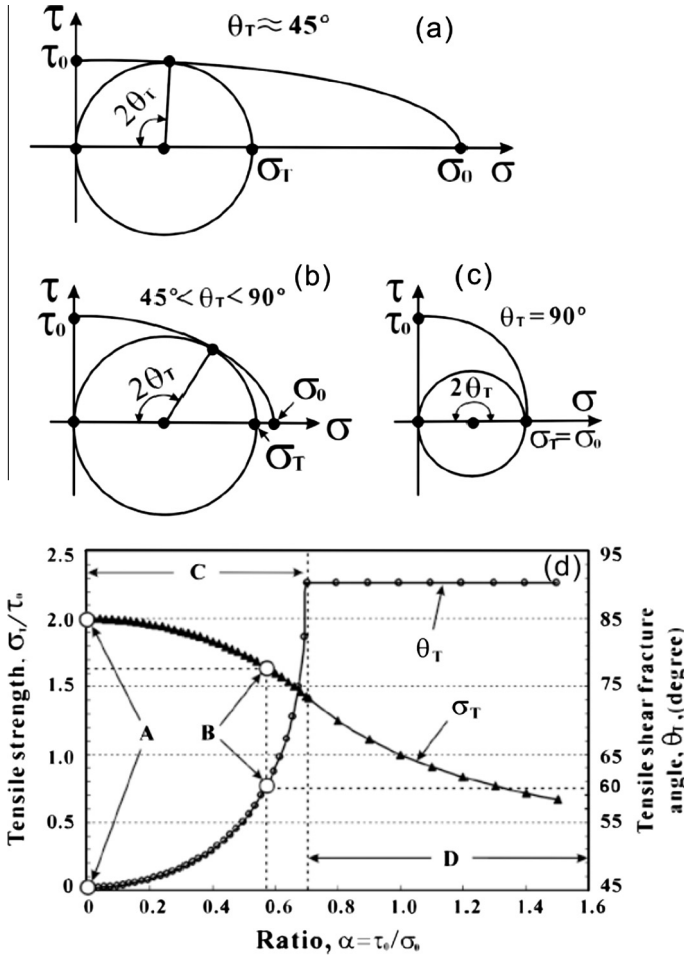 τ
θT ≈ 45° (a)
τ₀
2θT
σT
σ₀
σ
(b)
τ
45° < θT < 90°
τ₀
2θT
σ₀
σT
σ
(c)
τ
τ₀
θT = 90°
2θT
σ
σT = σ₀
(d)
2.5
2.0
1.5
1.0
0.5
0
Tensile strength. σT/τ₀
95
85
75
65
60
55
45
Tensile shear fracture
angle, θT,(degree)
C
θT
A
B
σT
D
0 0.2 0.4 0.6 0.8 1.0 1.2 1.4 1.6
Ratio, α=τ₀/σ₀